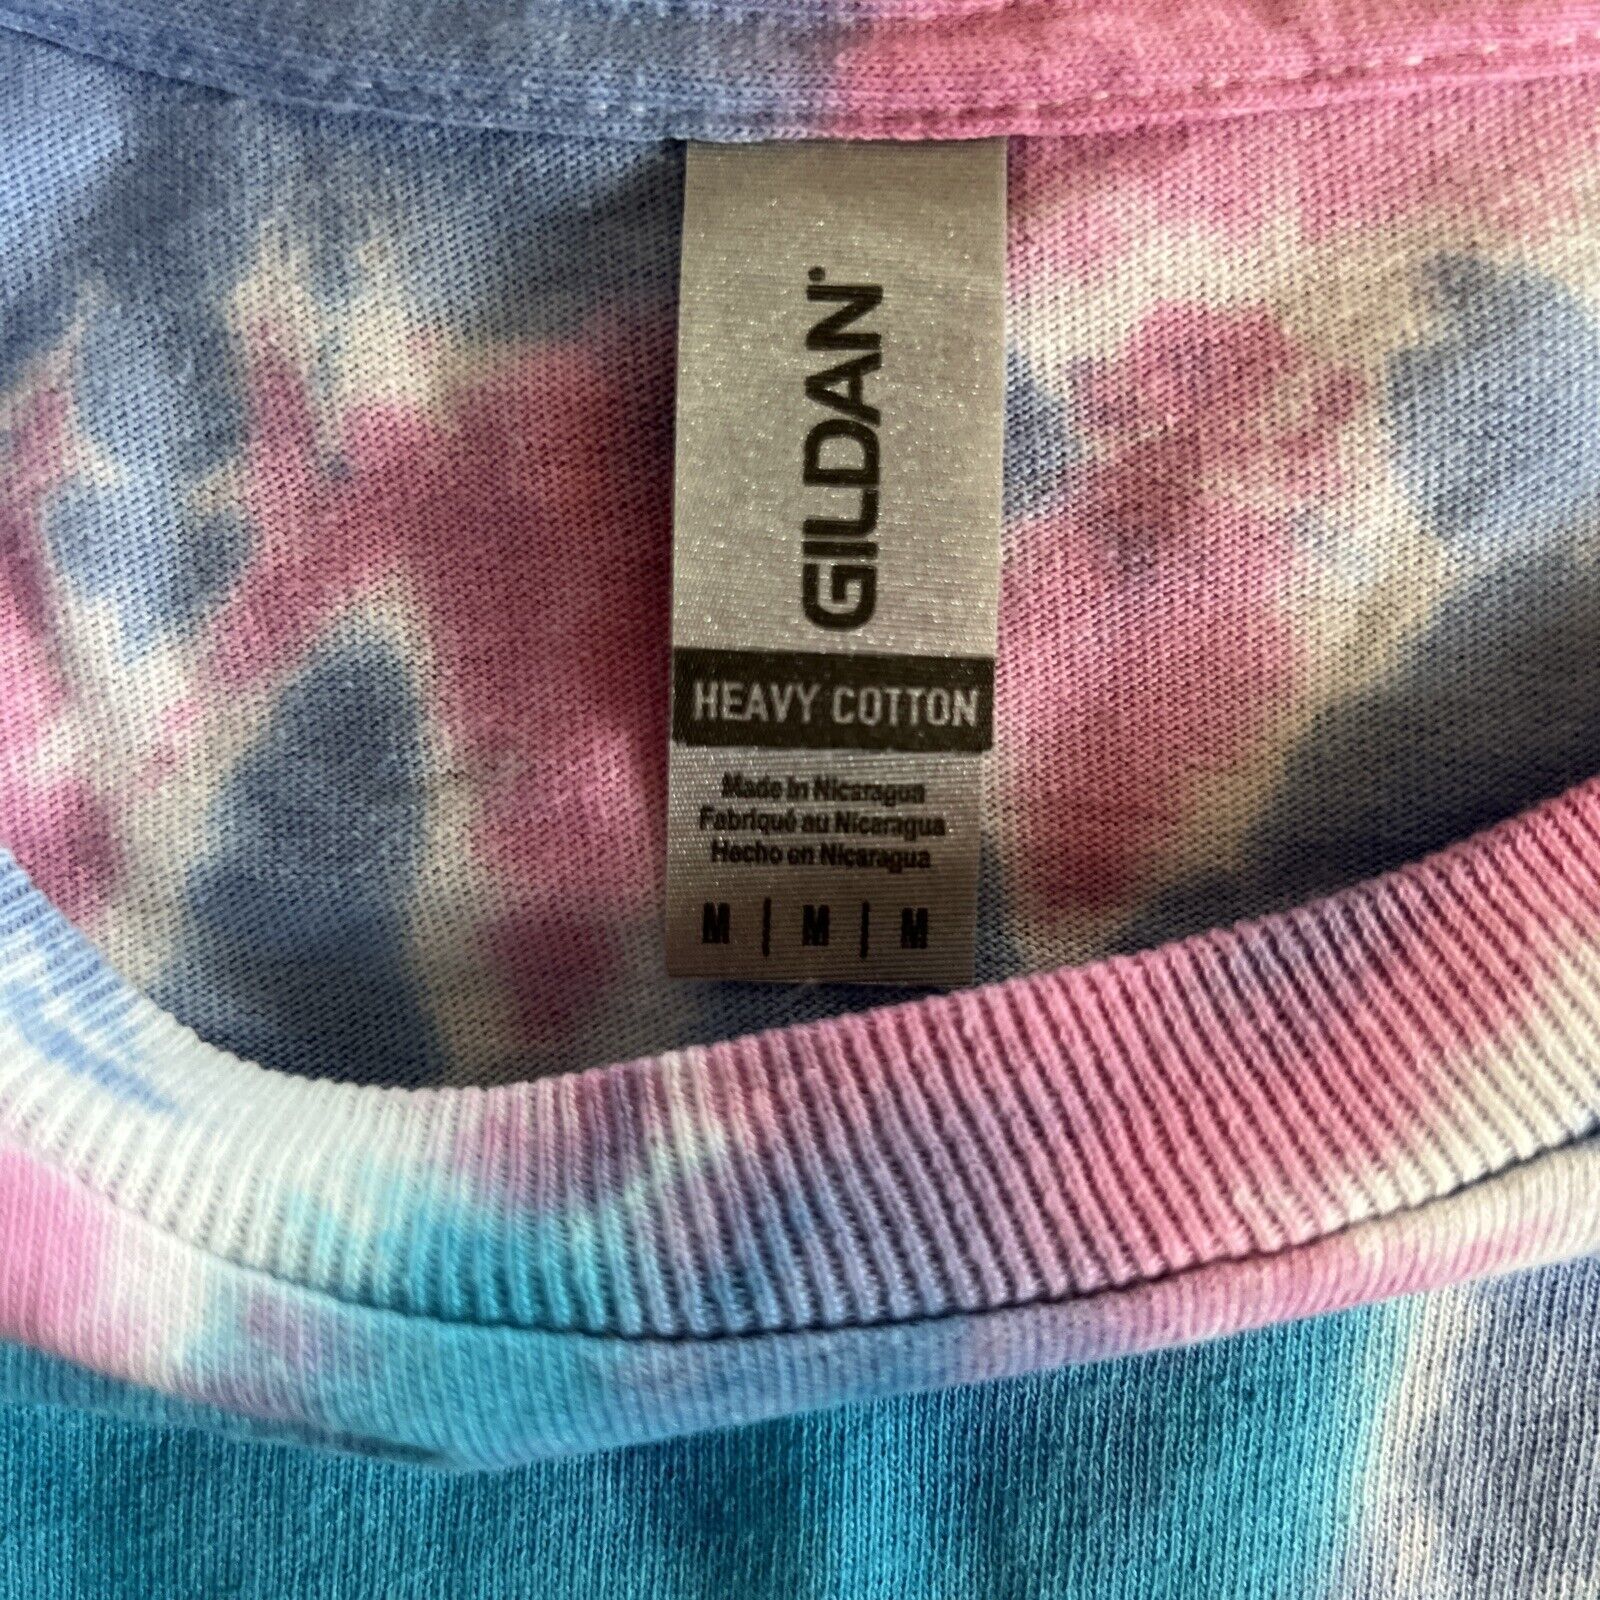 GILDAN®
HEAVY COTTON
Made in Nicaragua
Fabriqué au Nicaragua
Hecho en Nicaragua
M | M | M